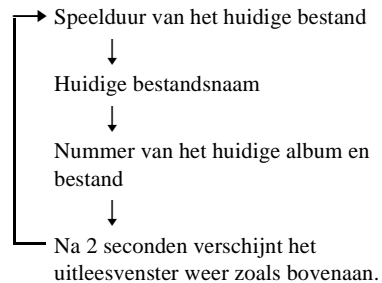 Speelduur van het huidige bestand
Huidige bestandsnaam
Nummer van het huidige album en
bestand
Na 2 seconden verschijnt het
uitleesvenster weer zoals bovenaan.